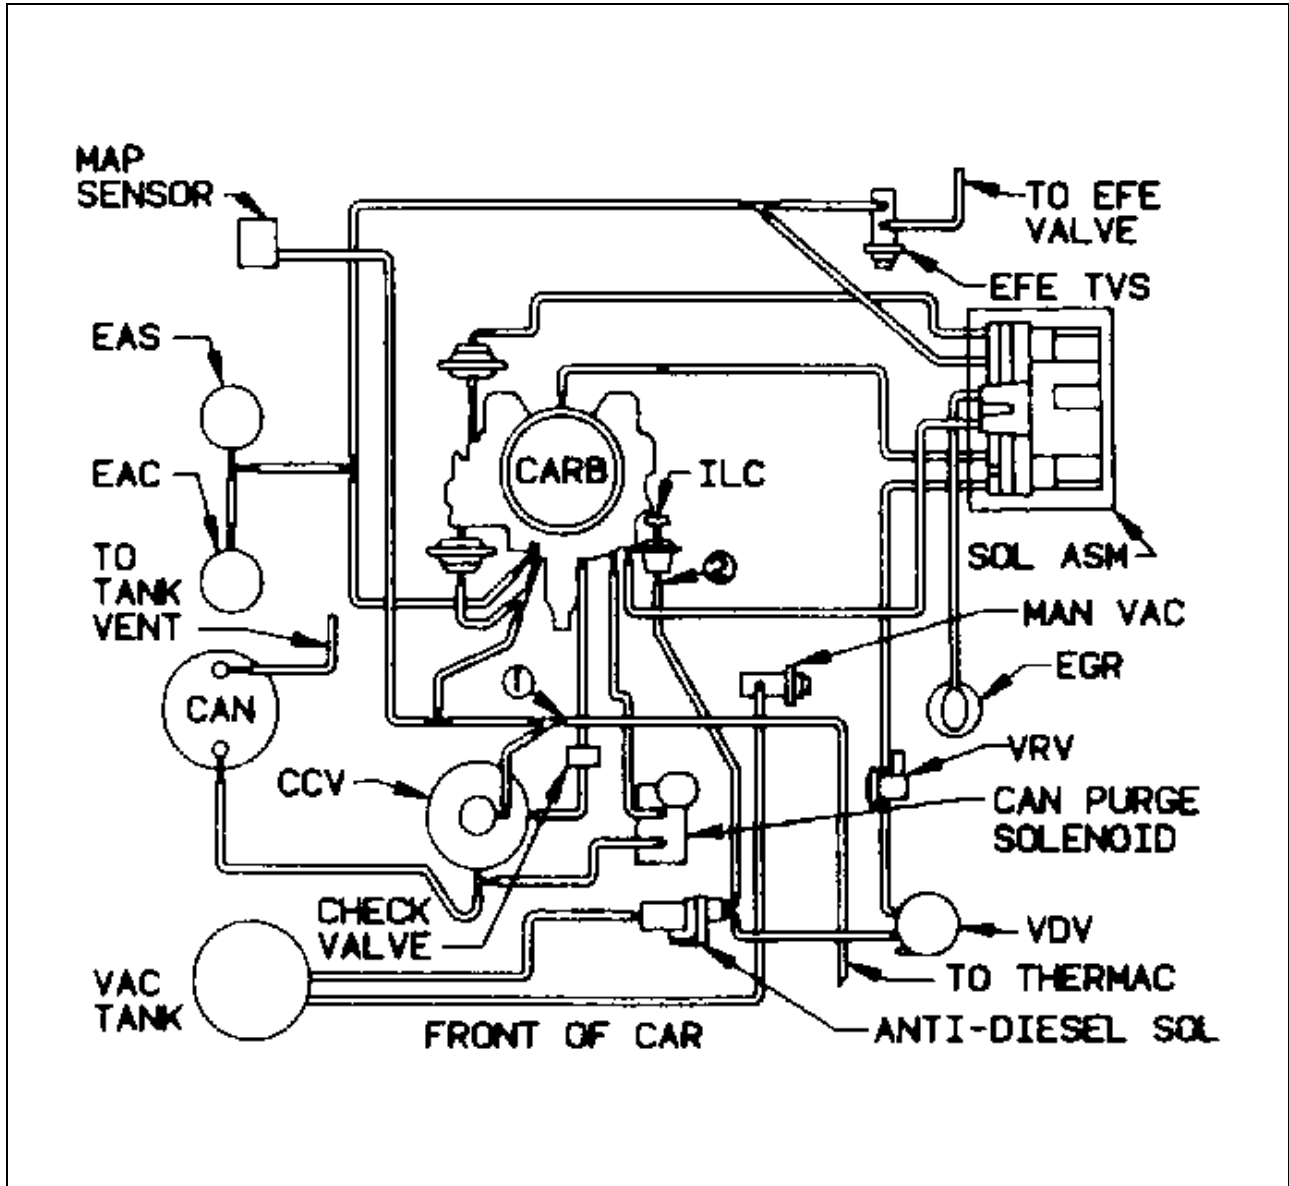 MAP
SENSOR
TO EFE
VALVE
EFE TVS
EAS
CARB
ILC
EAC
SOL ASM
TO
TANK
VENT
2
MAN VAC
EGR
1
CAN
VRV
CCV
CAN PURGE
SOLENOID
CHECK
VALVE
VDV
VAC
TANK
TO THERMAC
FRONT OF CAR
ANTI-DIESEL SOL